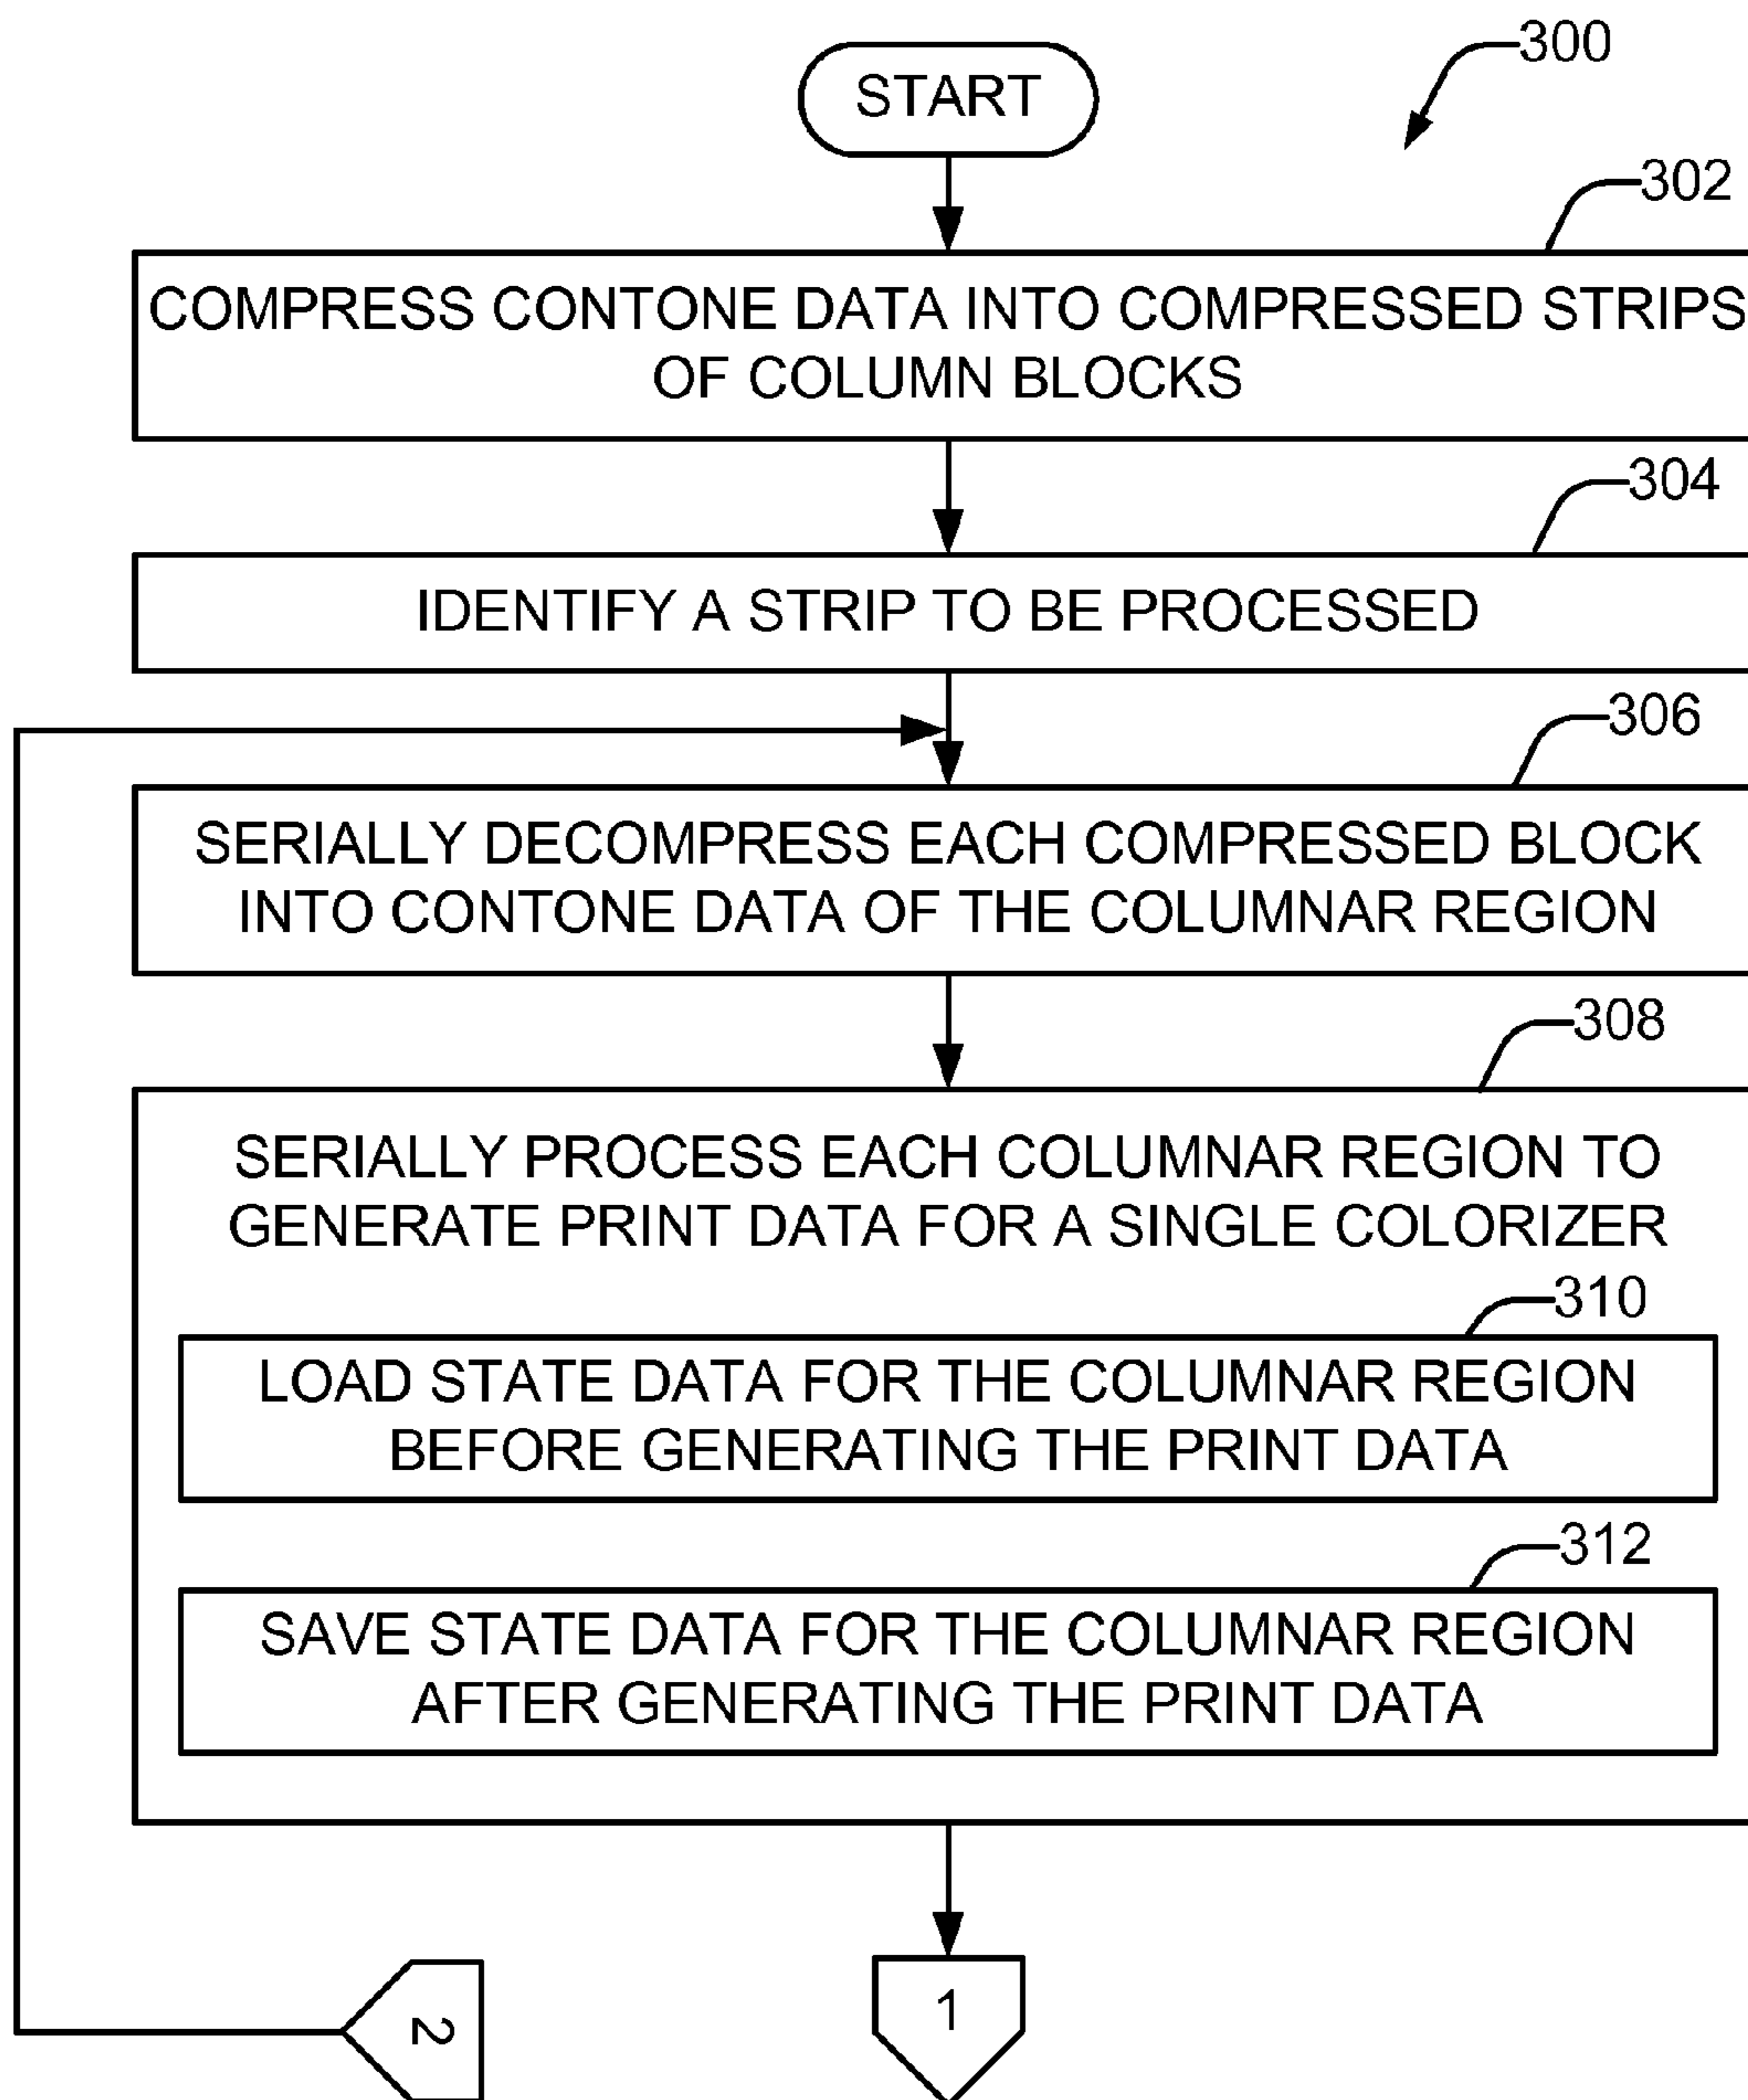 300
START
302
COMPRESS CONTONE DATA INTO COMPRESSED STRIPS
OF COLUMN BLOCKS
304
IDENTIFY A STRIP TO BE PROCESSED
306
SERIALLY DECOMPRESS EACH COMPRESSED BLOCK
INTO CONTONE DATA OF THE COLUMNAR REGION
308
SERIALLY PROCESS EACH COLUMNAR REGION TO
GENERATE PRINT DATA FOR A SINGLE COLORIZER
310
LOAD STATE DATA FOR THE COLUMNAR REGION
BEFORE GENERATING THE PRINT DATA
312
SAVE STATE DATA FOR THE COLUMNAR REGION
AFTER GENERATING THE PRINT DATA
2
1